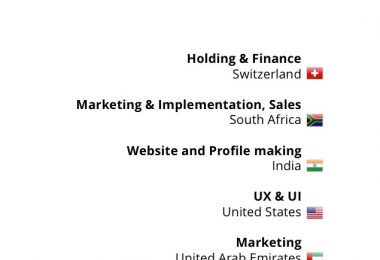 Holding & Finance
Switzerland
Marketing & Implementation, Sales
South Africa
Website and Profile making
India
UX & UI
United States
Marketing
United Arab Emirates